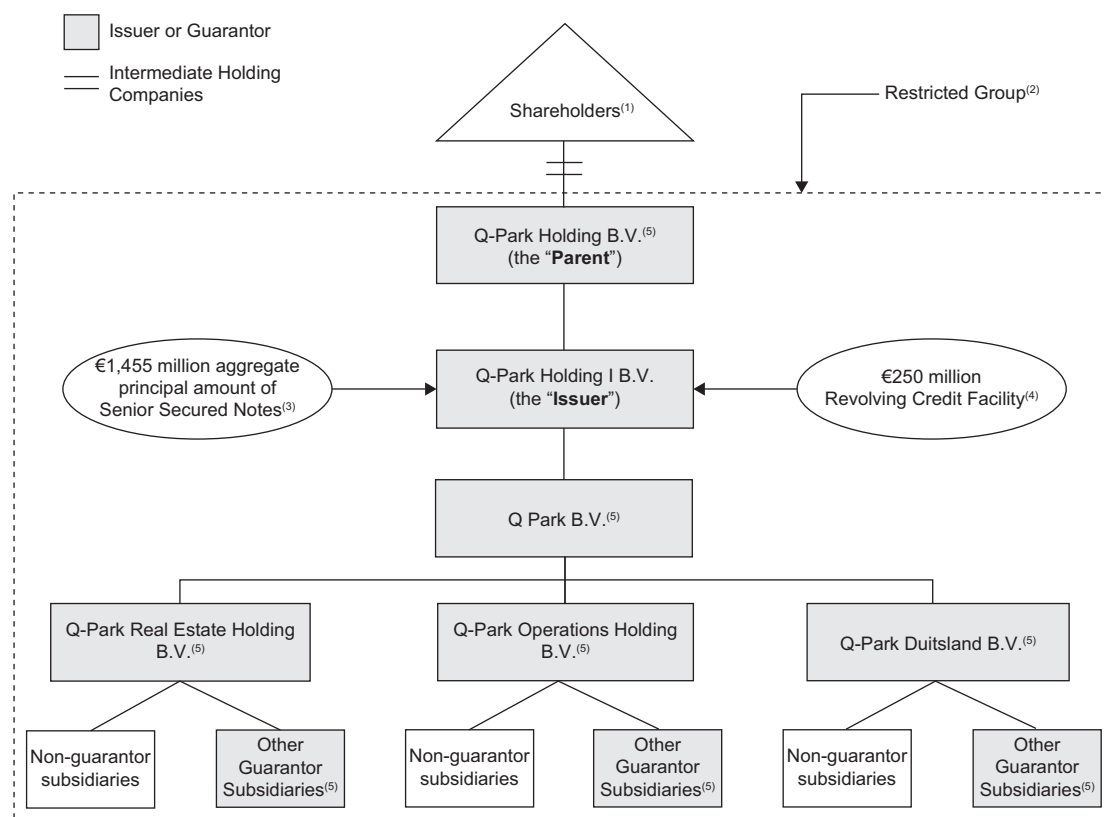 Issuer or Guarantor
Intermediate Holding
Companies
Shareholders(1)
Restricted Group(2)
Q-Park Holding B.V.(5)
(the “Parent”)
€1,455 million aggregate
principal amount of
Senior Secured Notes(3)
Q-Park Holding I B.V.
(the “Issuer”)
€250 million
Revolving Credit Facility(4)
Q Park B.V.(5)
Q-Park Real Estate Holding
B.V.(5)
Q-Park Operations Holding
B.V.(5)
Q-Park Duitsland B.V.(5)
Non-guarantor
subsidiaries
Other
Guarantor
Subsidiaries(5)
Non-guarantor
subsidiaries
Other
Guarantor
Subsidiaries(5)
Non-guarantor
subsidiaries
Other
Guarantor
Subsidiaries(5)